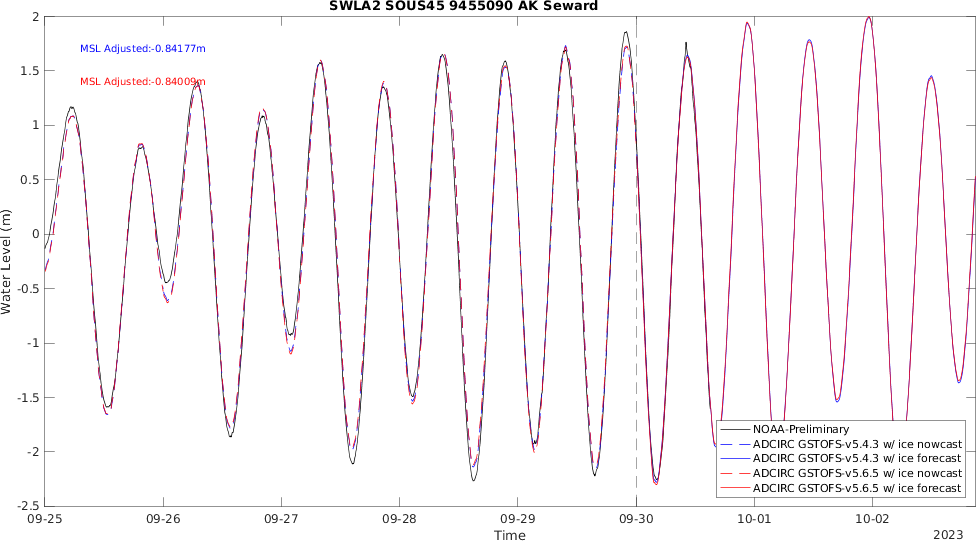 SWLA2 SOUS45 9455090 AK Seward
MSL Adjusted:-0.84177m
MSL Adjusted:-0.84009m
2
1.5
1
0.5
0
-0.5
-1
-1.5
-2
-2.5
Water Level (m)
09-25 09-26 09-27 09-28 09-29 09-30 10-01 10-02
Time
2023
NOAA-Preliminary
ADCIRC GSTOFS-v5.4.3 w/ ice nowcast
ADCIRC GSTOFS-v5.4.3 w/ ice forecast
ADCIRC GSTOFS-v5.6.5 w/ ice nowcast
ADCIRC GSTOFS-v5.6.5 w/ ice forecast